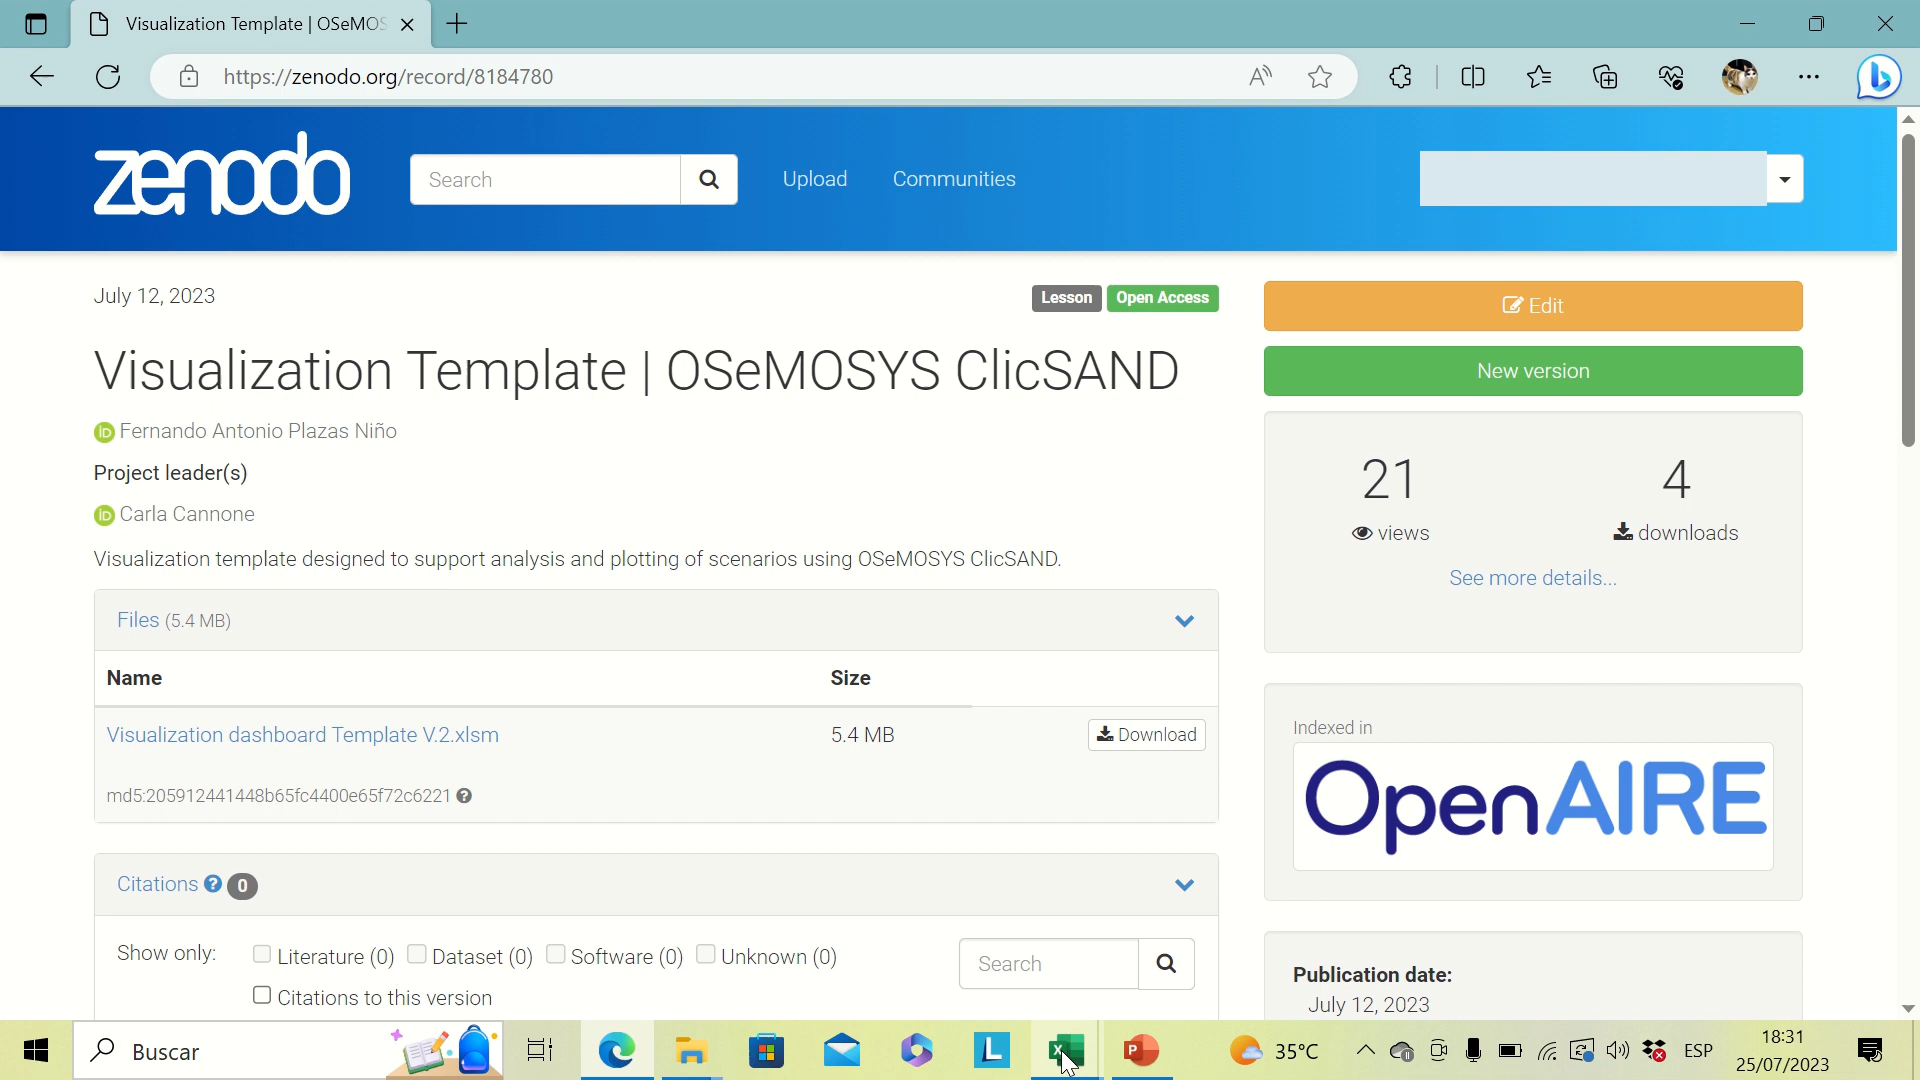 Visualization Template | OSeMOS
https://zenodo.org/record/8184780
zenodo
Search
Upload
Communities
July 12, 2023
Lesson
Open Access
Edit
Visualization Template | OSeMOSYS ClicSAND
New version
Fernando Antonio Plazas Niño
Project leader(s)
Carla Cannone
21
4
views
downloads
See more details...
Visualization template designed to support analysis and plotting of scenarios using OSeMOSYS ClicSAND.
Files (5.4 MB)
Name Size
Visualization dashboard Template V.2.xlsm 5.4 MB Download
md5:205912441448b65fc4400e65f72c6221
Indexed in
OpenAIRE
Citations 0
Show only: Literature (0) Dataset (0) Software (0) Unknown (0)
Citations to this version
Search
Publication date:
July 12, 2023
Buscar
35°C
ESP
18:31
25/07/2023